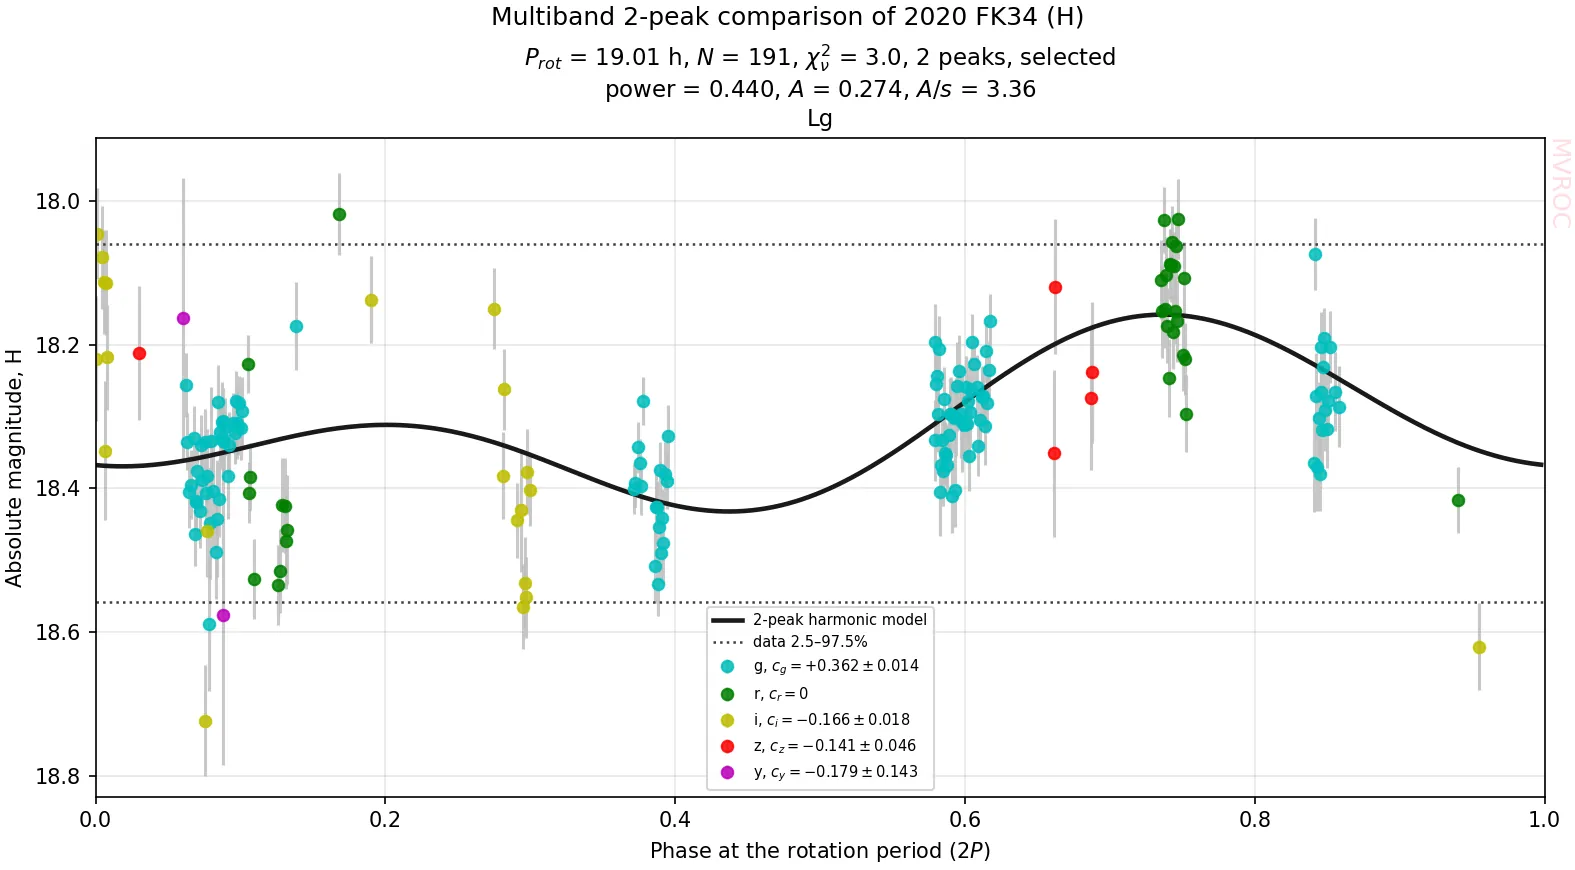 Multiband 2-peak comparison of 2020 FK34 (H)
P_rot = 19.01 h, N = 191, χ²_ν = 3.0, 2 peaks, selected
power = 0.440, A = 0.274, A/s = 3.36
Lg
MVROC
Absolute magnitude, H
18.0
18.2
18.4
18.6
18.8
2-peak harmonic model
data 2.5–97.5%
g, c_g = +0.362 ± 0.014
r, c_r = 0
i, c_i = −0.166 ± 0.018
z, c_z = −0.141 ± 0.046
y, c_y = −0.179 ± 0.143
0.0 0.2 0.4 0.6 0.8 1.0
Phase at the rotation period (2P)